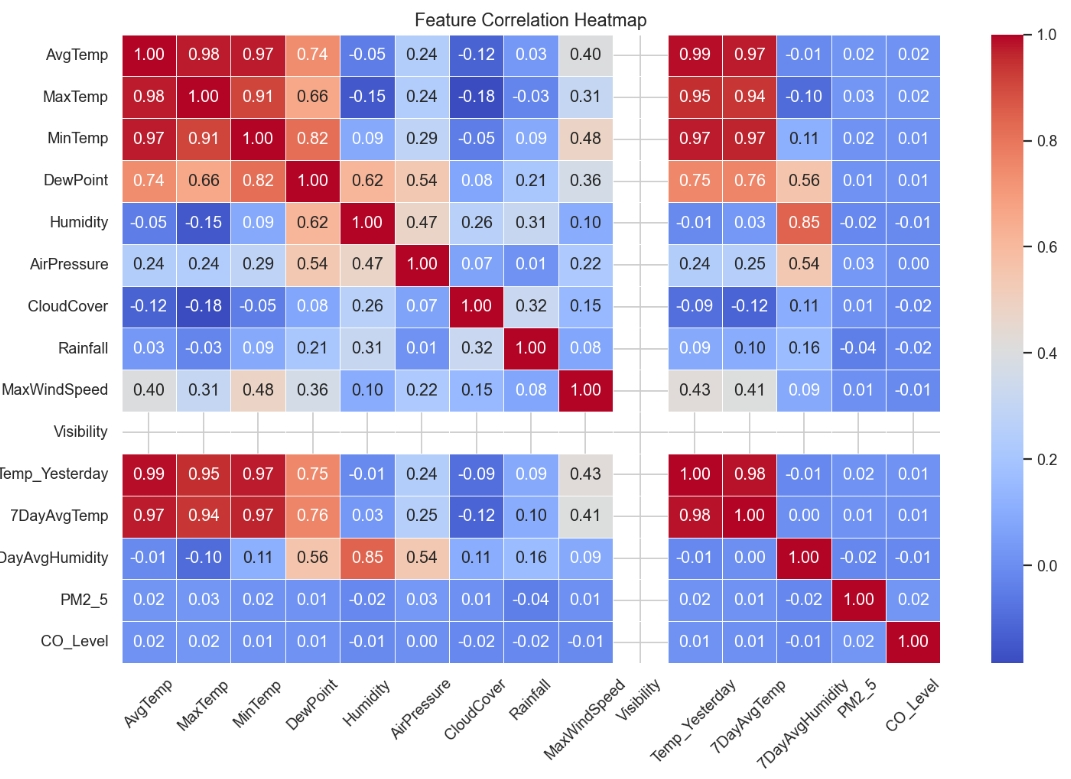 Feature Correlation Heatmap
AvgTemp 1.00 0.98 0.97 0.74 -0.05 0.24 -0.12 0.03 0.40 0.99 0.97 -0.01 0.02 0.02
MaxTemp 0.98 1.00 0.91 0.66 -0.15 0.24 -0.18 -0.03 0.31 0.95 0.94 -0.10 0.03 0.02
MinTemp 0.97 0.91 1.00 0.82 0.09 0.29 -0.05 0.09 0.48 0.97 0.97 0.11 0.02 0.01
DewPoint 0.74 0.66 0.82 1.00 0.62 0.54 0.08 0.21 0.36 0.75 0.76 0.56 0.01 0.01
Humidity -0.05 -0.15 0.09 0.62 1.00 0.47 0.26 0.31 0.10 -0.01 0.03 0.85 -0.02 -0.01
AirPressure 0.24 0.24 0.29 0.54 0.47 1.00 0.07 0.01 0.22 0.24 0.25 0.54 0.03 0.00
CloudCover -0.12 -0.18 -0.05 0.08 0.26 0.07 1.00 0.32 0.15 -0.09 -0.12 0.11 0.01 -0.02
Rainfall 0.03 -0.03 0.09 0.21 0.31 0.01 0.32 1.00 0.08 0.09 0.10 0.16 -0.04 -0.02
MaxWindSpeed 0.40 0.31 0.48 0.36 0.10 0.22 0.15 0.08 1.00 0.43 0.41 0.09 0.01 -0.01
Visibility
Temp_Yesterday 0.99 0.95 0.97 0.75 -0.01 0.24 -0.09 0.09 0.43 1.00 0.98 -0.01 0.02 0.01
7DayAvgTemp 0.97 0.94 0.97 0.76 0.03 0.25 -0.12 0.10 0.41 0.98 1.00 0.00 0.01 0.01
DayAvgHumidity -0.01 -0.10 0.11 0.56 0.85 0.54 0.11 0.16 0.09 -0.01 0.00 1.00 -0.02 -0.01
PM2_5 0.02 0.03 0.02 0.01 -0.02 0.03 0.01 -0.04 0.01 0.02 0.01 -0.02 1.00 0.02
CO_Level 0.02 0.02 0.01 0.01 -0.01 0.00 -0.02 -0.02 -0.01 0.01 0.01 -0.01 0.02 1.00
AvgTemp MaxTemp MinTemp DewPoint Humidity AirPressure CloudCover Rainfall MaxWindSpeed Visibility Temp_Yesterday 7DayAvgTemp 7DayAvgHumidity PM2_5 CO_Level
1.0
0.8
0.6
0.4
0.2
0.0